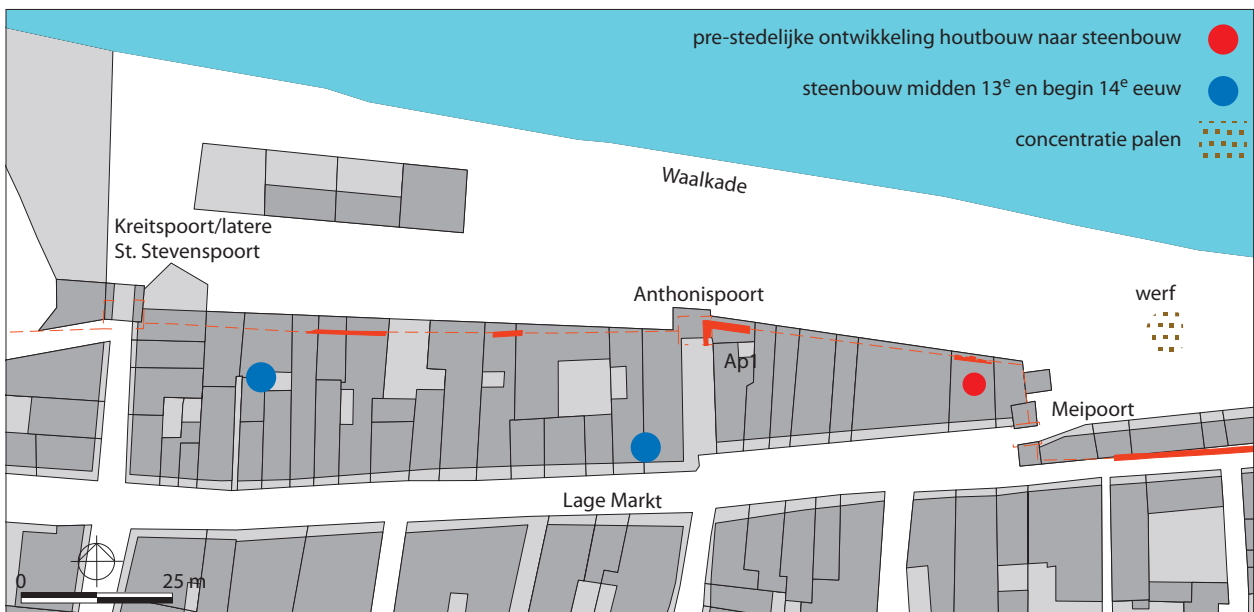 pre-stedelijke ontwikkeling houtbouw naar steenbouw
steenbouw midden 13e en begin 14e eeuw
concentratie palen
Waalkade
Kreitspoort/latere
St. Stevenspoort
Anthonispoort
werf
Ap1
Meipoort
Lage Markt
0 25 m